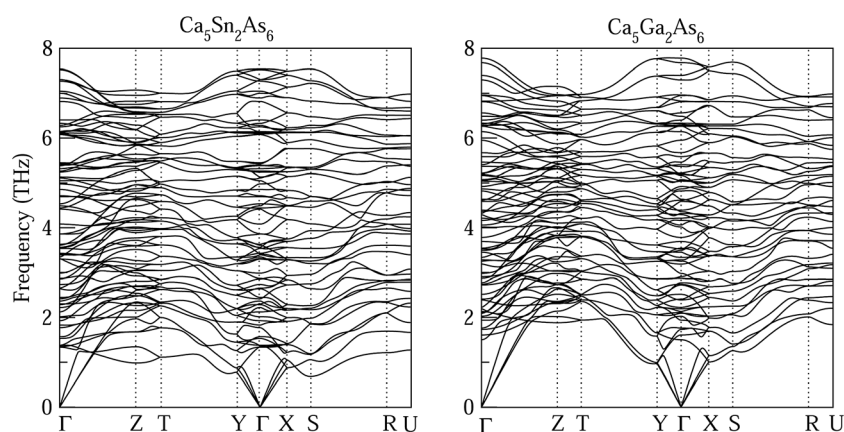 Ca₅Sn₂As₆
Ca₅Ga₂As₆
Frequency (THz)
8
6
4
2
0
Γ Z T Y Γ X S R U
8
6
4
2
0
Γ Z T Y Γ X S R U